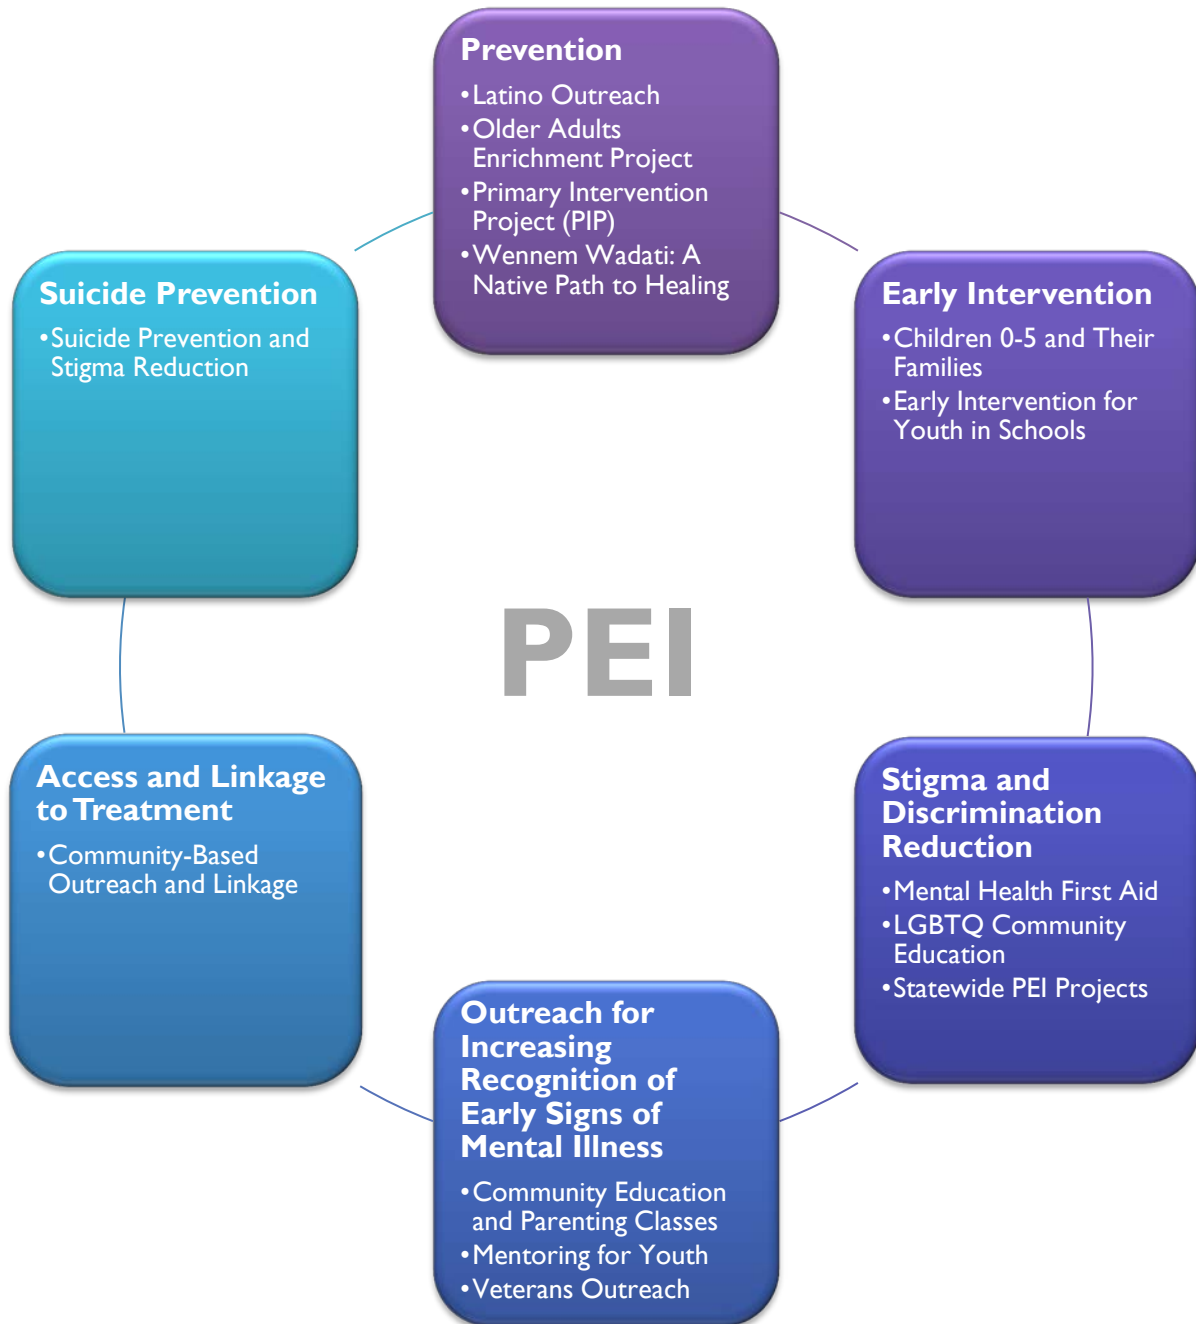 Prevention
•Latino Outreach
•Older Adults
Enrichment Project
•Primary Intervention
Project (PIP)
•Wennem Wadati: A
Native Path to Healing
Early Intervention
•Children 0-5 and Their
Families
•Early Intervention for
Youth in Schools
Stigma and
Discrimination
Reduction
•Mental Health First Aid
•LGBTQ Community
Education
•Statewide PEI Projects
Outreach for
Increasing
Recognition of
Early Signs of
Mental Illness
•Community Education
and Parenting Classes
•Mentoring for Youth
•Veterans Outreach
Access and Linkage
to Treatment
•Community-Based
Outreach and Linkage
Suicide Prevention
•Suicide Prevention and
Stigma Reduction
PEI